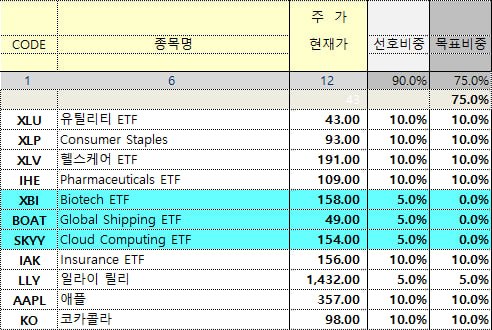 주 가
CODE 종목명 현재가 선호비중 목표비중
1 6 12 90.0% 75.0%
75.0%
XLU 유틸리티 ETF 43.00 10.0% 10.0%
XLP Consumer Staples 93.00 10.0% 10.0%
XLV 헬스케어 ETF 191.00 10.0% 10.0%
IHE Pharmaceuticals ETF 109.00 10.0% 10.0%
XBI Biotech ETF 158.00 5.0% 0.0%
BOAT Global Shipping ETF 49.00 5.0% 0.0%
SKYY Cloud Computing ETF 154.00 5.0% 0.0%
IAK Insurance ETF 156.00 10.0% 10.0%
LLY 일라이 릴리 1,432.00 5.0% 5.0%
AAPL 애플 357.00 10.0% 10.0%
KO 코카콜라 98.00 10.0% 10.0%